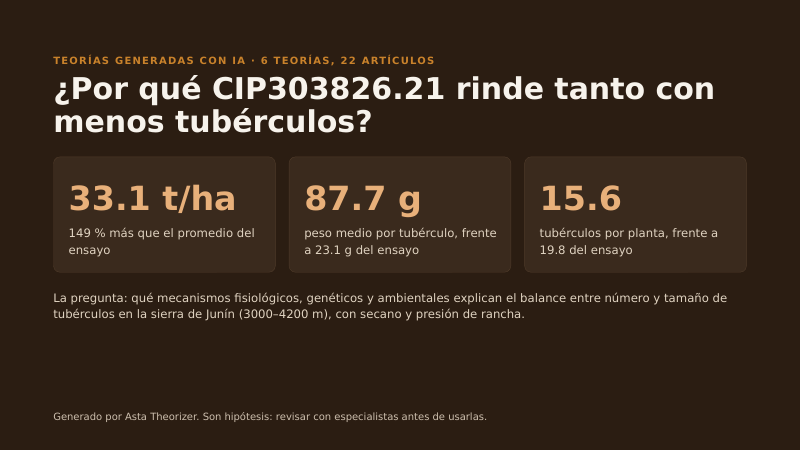 TEORÍAS GENERADAS CON IA · 6 TEORÍAS, 22 ARTÍCULOS
¿Por qué CIP303826.21 rinde tanto con
menos tubérculos?
33.1 t/ha
149 % más que el promedio del
ensayo
87.7 g
peso medio por tubérculo, frente
a 23.1 g del ensayo
15.6
tubérculos por planta, frente a
19.8 del ensayo
La pregunta: qué mecanismos fisiológicos, genéticos y ambientales explican el balance entre número y tamaño de
tubérculos en la sierra de Junín (3000–4200 m), con secano y presión de rancha.
Generado por Asta Theorizer. Son hipótesis: revisar con especialistas antes de usarlas.